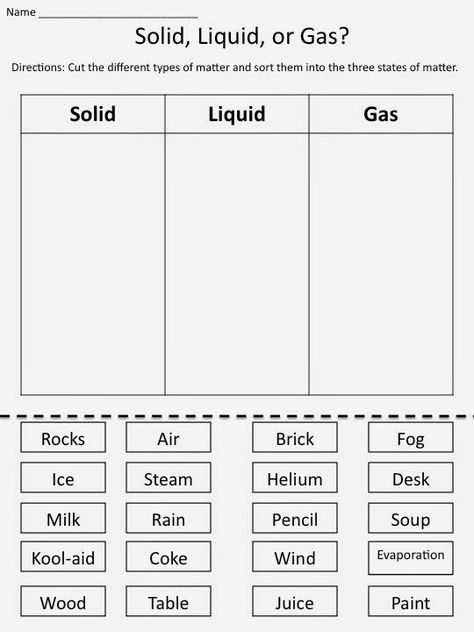 Name ___________________________
Solid, Liquid, or Gas?
Directions: Cut the different types of matter and sort them into the three states of matter.
Solid Liquid Gas
Rocks Air Brick Fog
Ice Steam Helium Desk
Milk Rain Pencil Soup
Kool-aid Coke Wind Evaporation
Wood Table Juice Paint